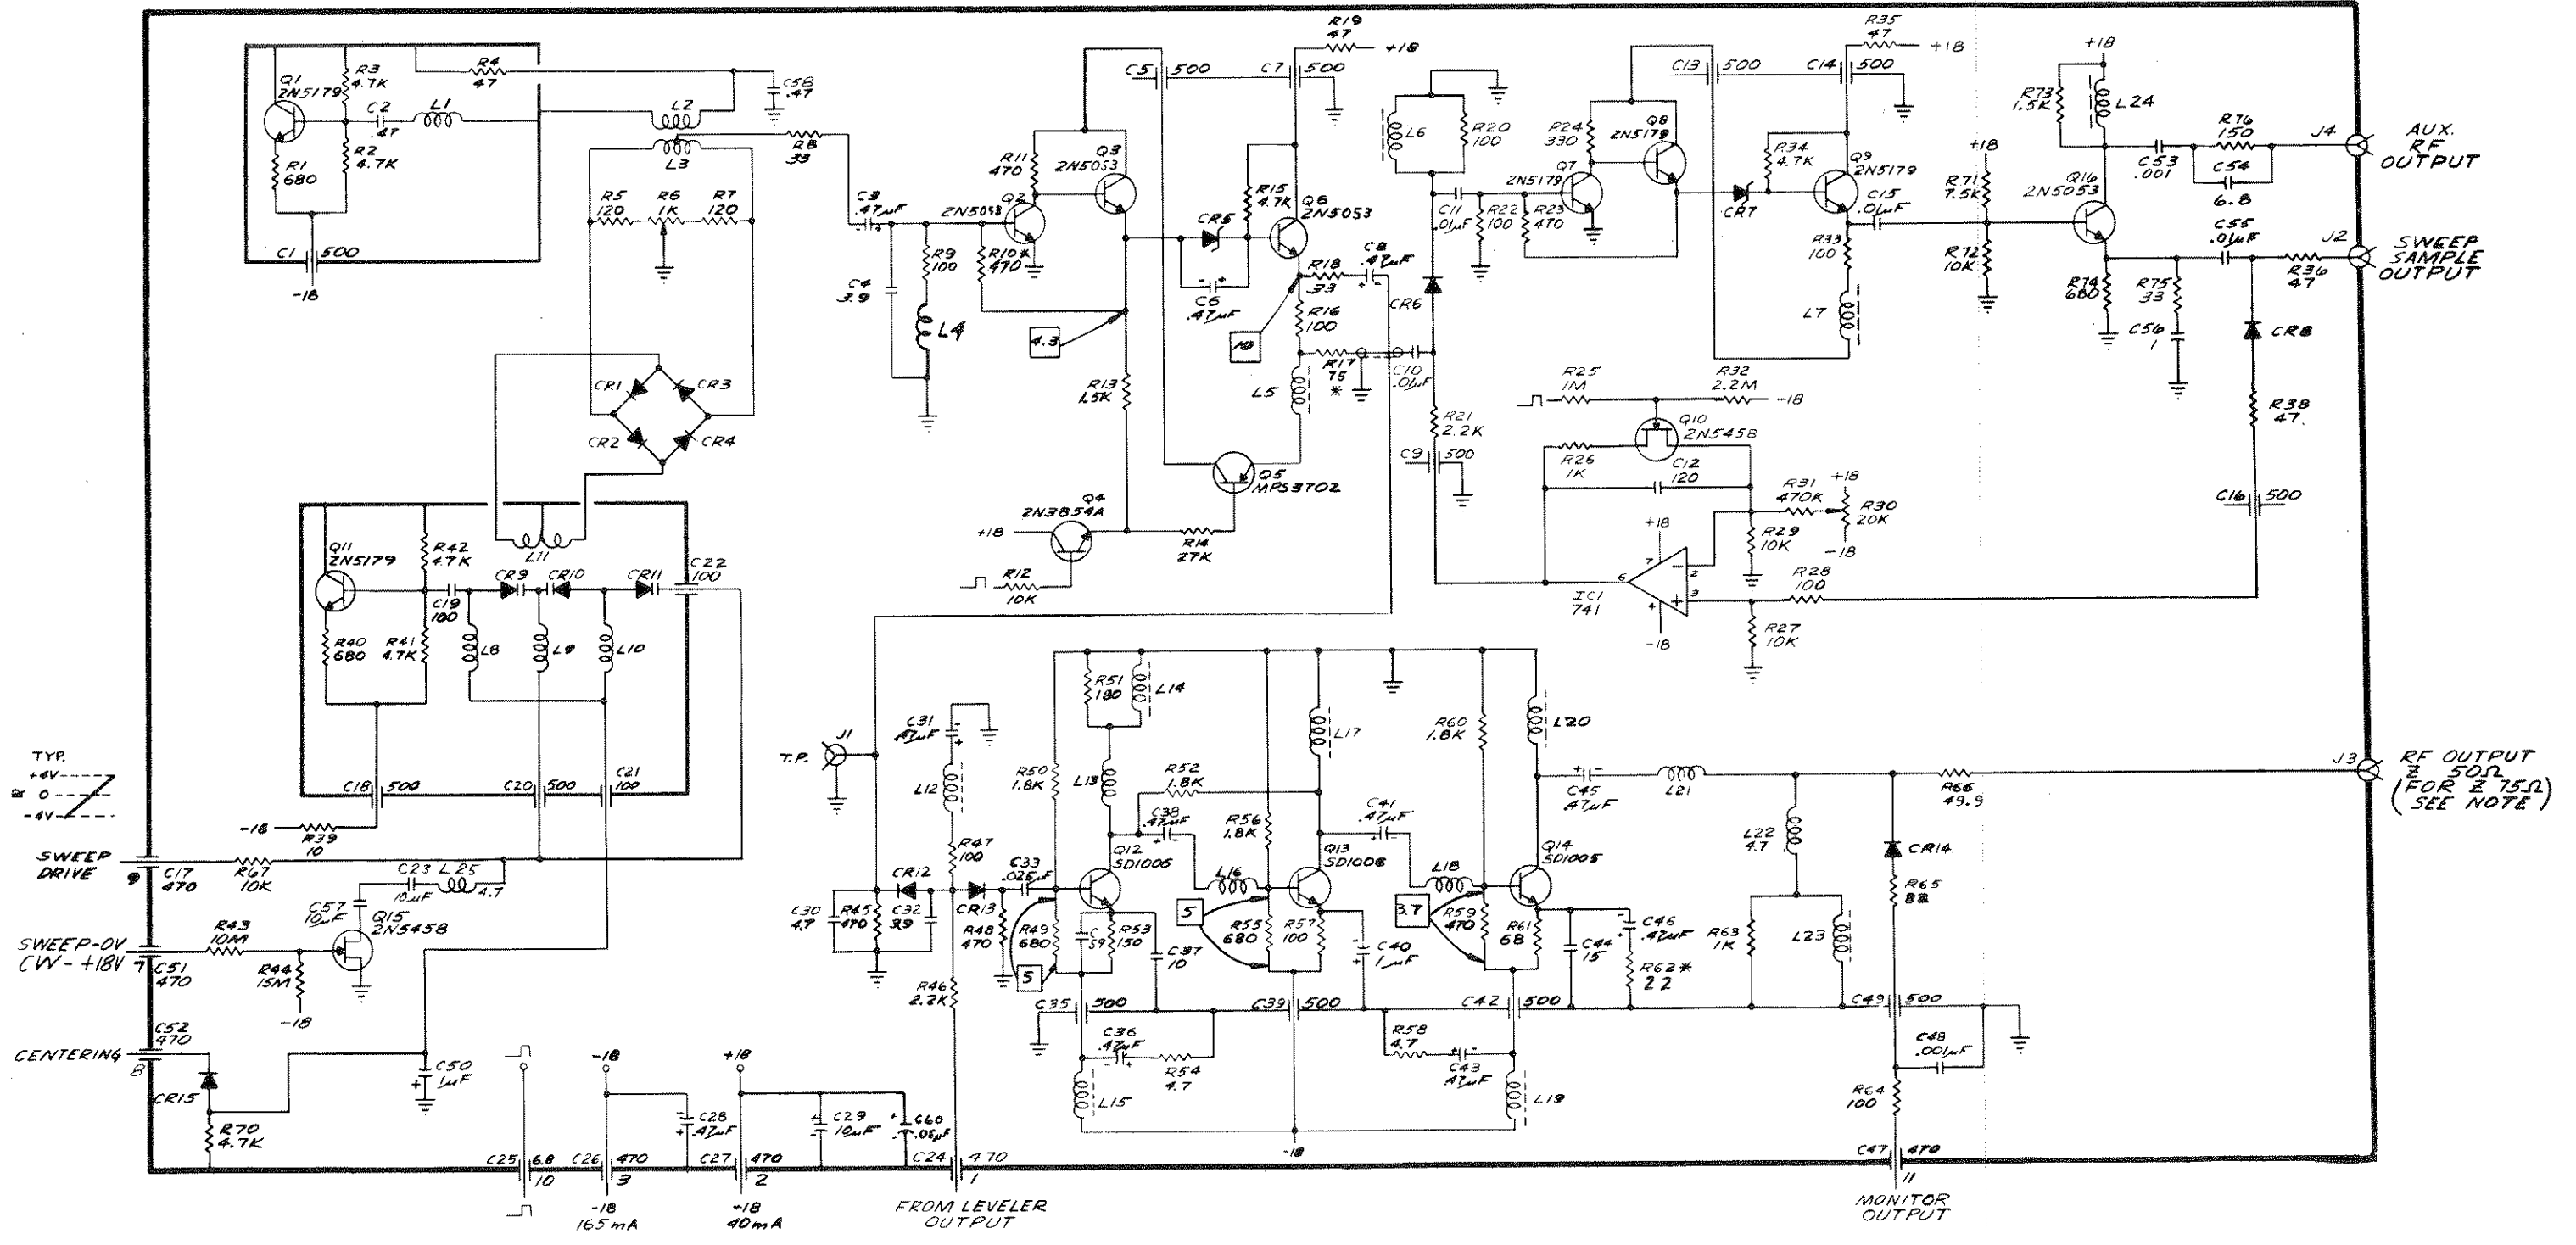 Q1
2N5179
R3
4.7K
C2
.47
L1
R4
47
R1
680
R2
4.7K
C1
500
-18
C58
.47
L2
L3
R8
33
R5
120
R6
1K
R7
120
CR1
CR3
CR2
CR4
C3
.47µF
C4
3.9
R9
100
L4
R10*
470
R11
470
Q2
2N5053
Q3
2N5053
4.3
R13
1.5K
C5
500
C7
500
R19
47
+18
R15
4.7K
CR5
C6
.47µF
Q6
2N5053
10
R18
33
C8
.47µF
R16
100
R17
75
*
L5
C10
.01µF
Q5
MPS3702
Q4
2N3854A
+18
R14
27K
R12
10K
L6
R20
100
C11
.01µF
R22
100
R23
470
CR6
R21
2.2K
C9
500
R24
330
Q7
2N5179
Q8
2N5179
C13
500
C14
500
R35
47
+18
R34
4.7K
CR7
Q9
2N5179
C15
.01µF
R33
100
L7
R25
1M
R32
2.2M
-18
Q10
2N5458
R26
1K
C12
120
R31
470K
+18
R30
20K
-18
R29
10K
+18
7
6
2
3
4
-18
IC1
741
R28
100
R27
10K
+18
R71
7.5K
R72
10K
+18
R73
1.5K
L24
Q16
2N5053
C53
.001
R76
150
C54
6.8
J4
AUX.
RF
OUTPUT
C55
.01µF
R74
680
R75
33
C56
1
R36
47
J2
SWEEP
SAMPLE
OUTPUT
CR8
R38
47.
C16
500
Q11
2N5179
R42
4.7K
L11
C19
100
CR9
CR10
CR11
C22
100
R40
680
R41
4.7K
L8
L9
L10
C18
500
C20
500
C21
100
-18
R39
10
TYP.
+4V
0
-4V
SWEEP
DRIVE
9
C17
470
R67
10K
C23
10µF
L25
4.7
C57
10µF
Q15
2N5458
SWEEP-0V
CW-+18V
7
C51
470
R43
10M
R44
15M
-18
CENTERING
8
C52
470
CR15
R70
4.7K
C50
1µF
C25
6.8
10
-18
C26
470
3
-18
165mA
C28
.47µF
+18
C27
470
2
+18
40mA
C29
10µF
C60
.05µF
C24
470
1
FROM LEVELER
OUTPUT
J1
T.P.
C31
.47µF
L12
R47
100
CR12
CR13
C30
4.7
R45
470
C32
3.9
R48
470
R46
2.2K
C33
.025µF
R50
1.8K
R51
180
L14
L13
Q12
SD1006
R49
680
5
C
59
R53
150
C37
10
C35
500
C36
.47µF
R54
4.7
L15
R52
1.8K
C38
.47µF
L16
R56
1.8K
L17
Q13
SD1006
5
R55
680
R57
100
C40
1µF
C39
500
-18
C41
.47µF
L18
R60
1.8K
L20
Q14
SD1005
3.7
R59
470
R61
68
C44
15
C46
.47µF
R62*
22
C42
500
R58
4.7
C43
.47µF
L19
C45
.47µF
L21
L22
4.7
R63
1K
L23
CR14
R65
82
R66
49.9
J3
RF OUTPUT
Z 50Ω
(FOR Z 75Ω
SEE NOTE)
C49
500
C48
.001µF
R64
100
C47
470
11
MONITOR
OUTPUT